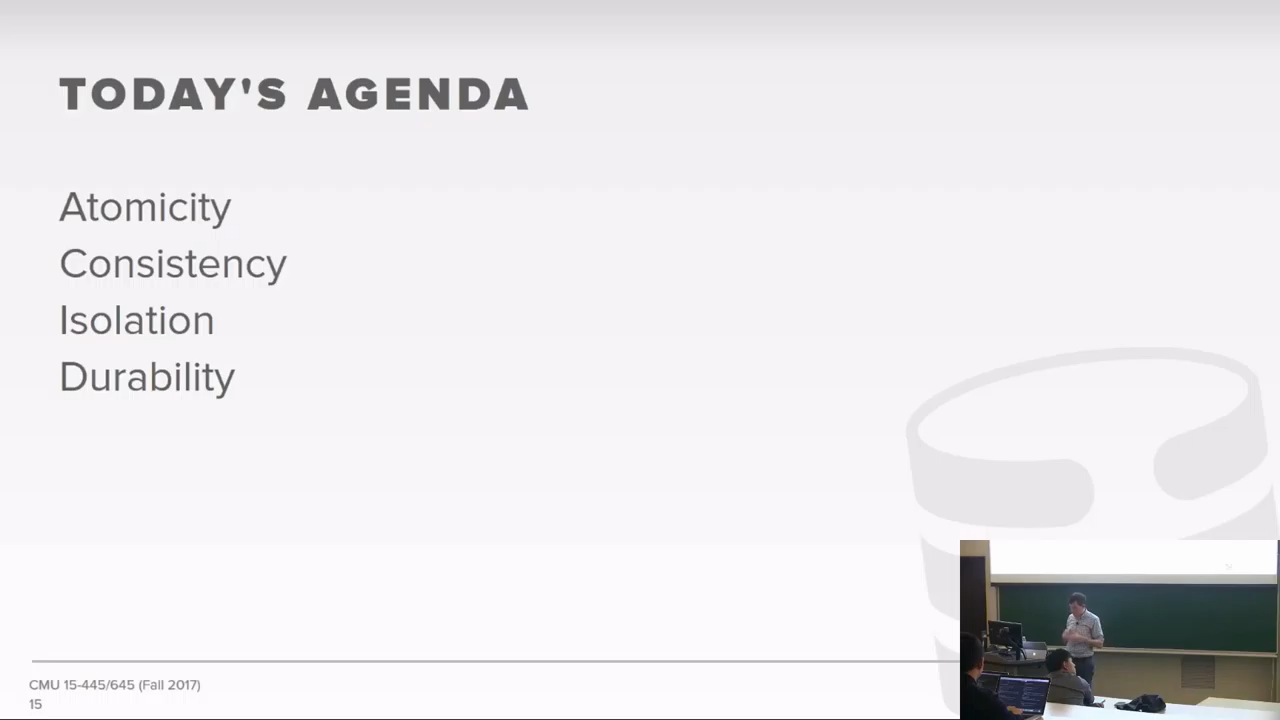 TODAY'S AGENDA
Atomicity
Consistency
Isolation
Durability
CMU 15-445/645 (Fall 2017)
15